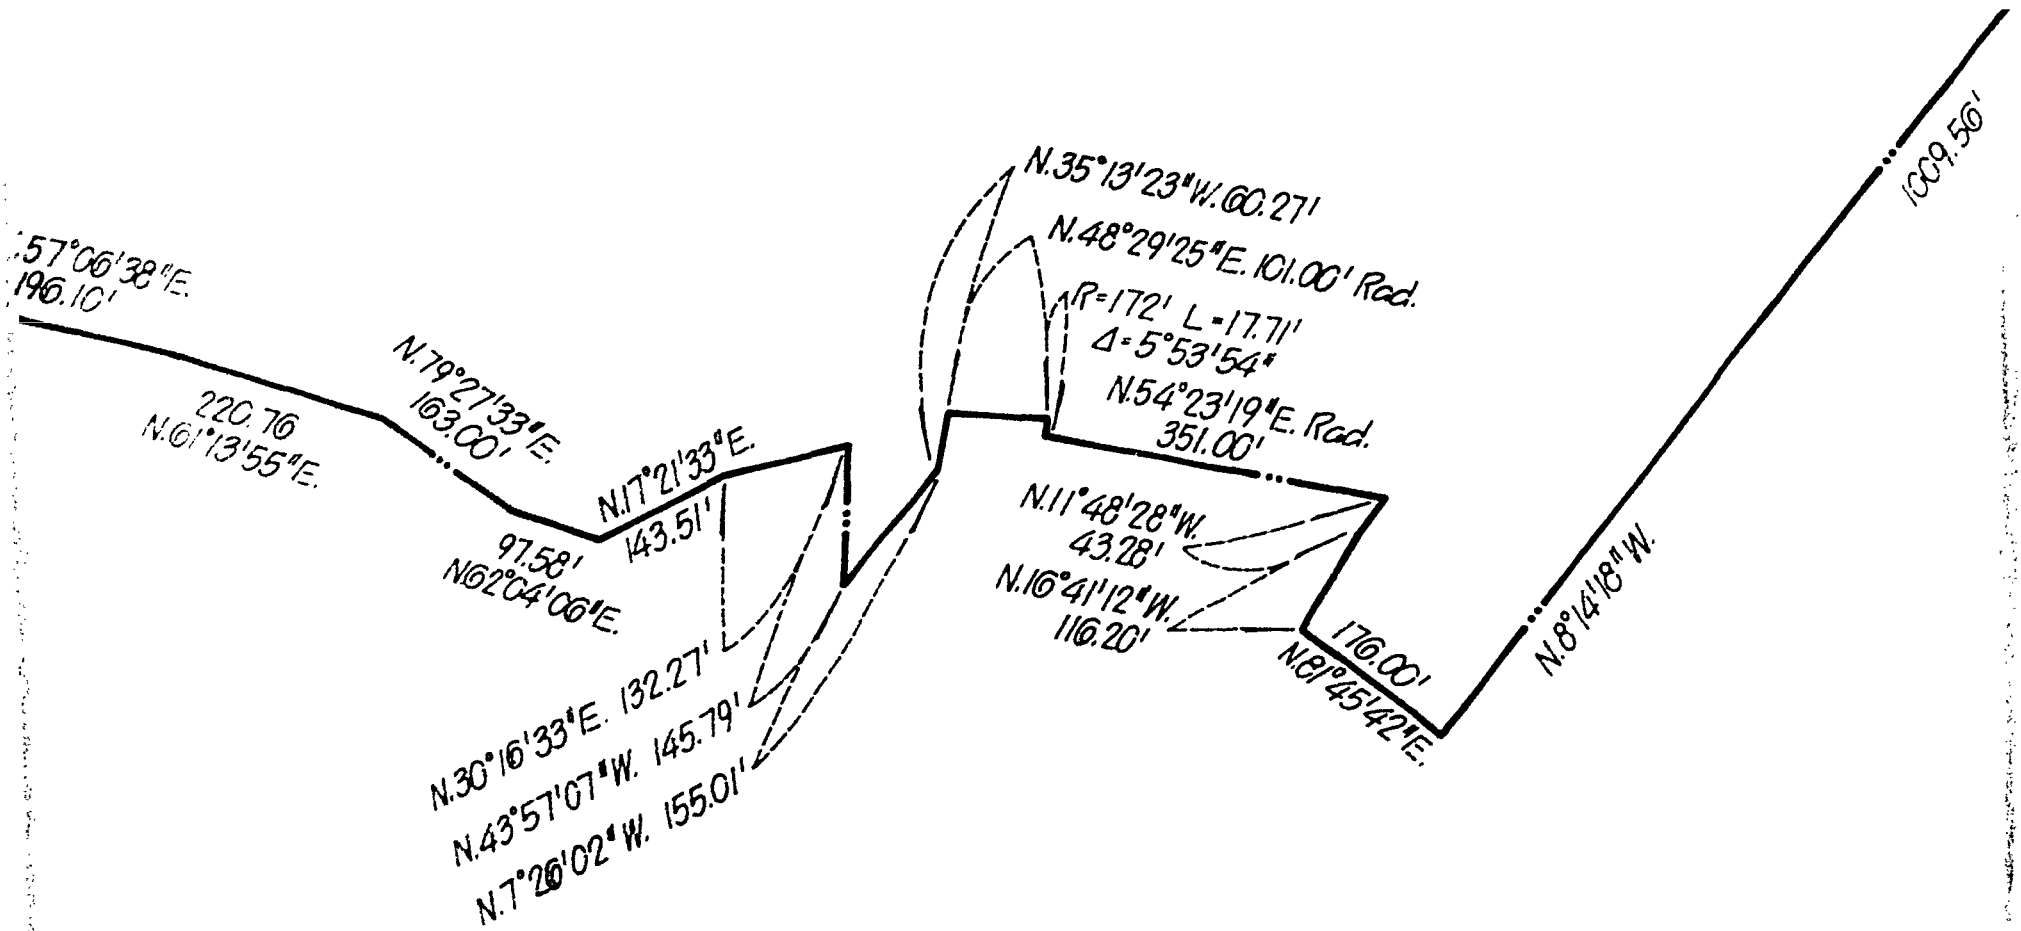 .57°06'38"E.
196.10'
220.76
N.61°13'55"E.
N.79°27'33"E.
163.00'
97.58'
N62°04'06"E.
N.17°21'33"E.
143.51'
N.30°16'33"E. 132.27'
N.43°57'07"W. 145.79'
N.7°26'02"W. 155.01'
N.35°13'23"W. 60.27'
N.48°29'25"E. 101.00' Rad.
R=172' L=17.71'
Δ=5°53'54"
N.54°23'19"E. Rad.
351.00'
N.11°48'28"W.
43.28'
N.16°41'12"W.
116.20'
176.00'
N.81°45'42"E.
N.8°14'18"W.
1009.56'